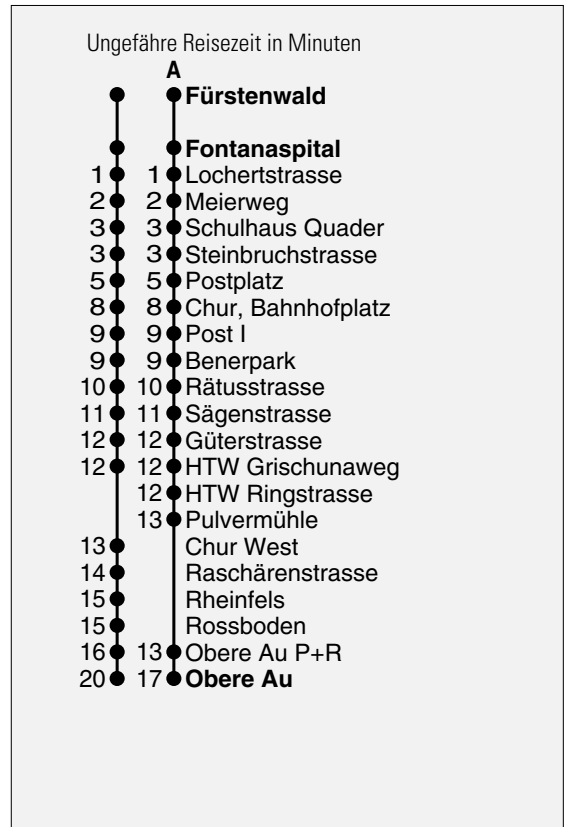 Ungefähre Reisezeit in Minuten
A
Fürstenwald
Fontanaspital
1 1 Lochertstrasse
2 2 Meierweg
3 3 Schulhaus Quader
3 3 Steinbruchstrasse
5 5 Postplatz
8 8 Chur, Bahnhofplatz
9 9 Post I
9 9 Benerpark
10 10 Rätusstrasse
11 11 Sägenstrasse
12 12 Güterstrasse
12 12 HTW Grischunaweg
12 HTW Ringstrasse
13 Pulvermühle
13 Chur West
14 Raschärenstrasse
15 Rheinfels
15 Rossboden
16 13 Obere Au P+R
20 17 Obere Au